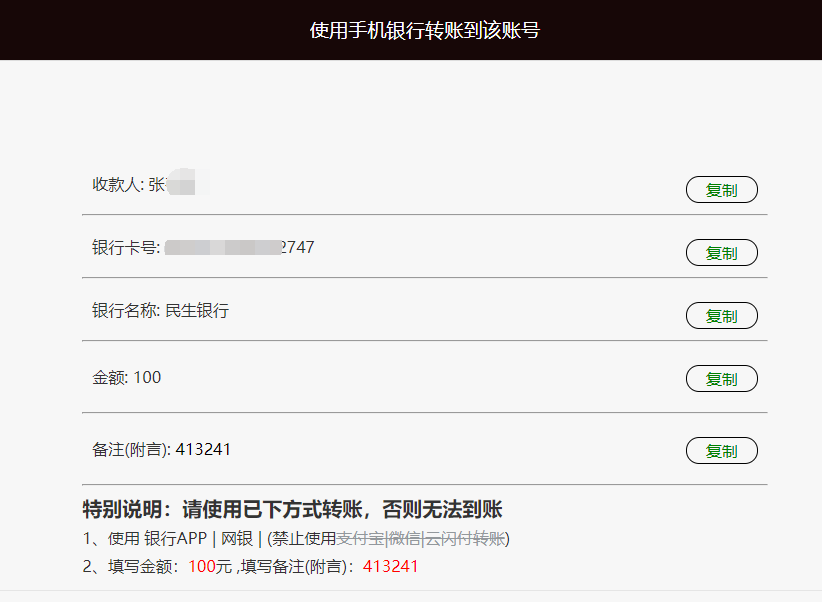 使用手机银行转账到该账号
收款人: 张
复制
银行卡号: 2747
复制
银行名称: 民生银行
复制
金额: 100
复制
备注(附言): 413241
复制
特别说明：请使用已下方式转账，否则无法到账
1、使用 银行APP | 网银 | (禁止使用支付宝|微信|云闪付转账)
2、填写金额：100元 ,填写备注(附言)：413241